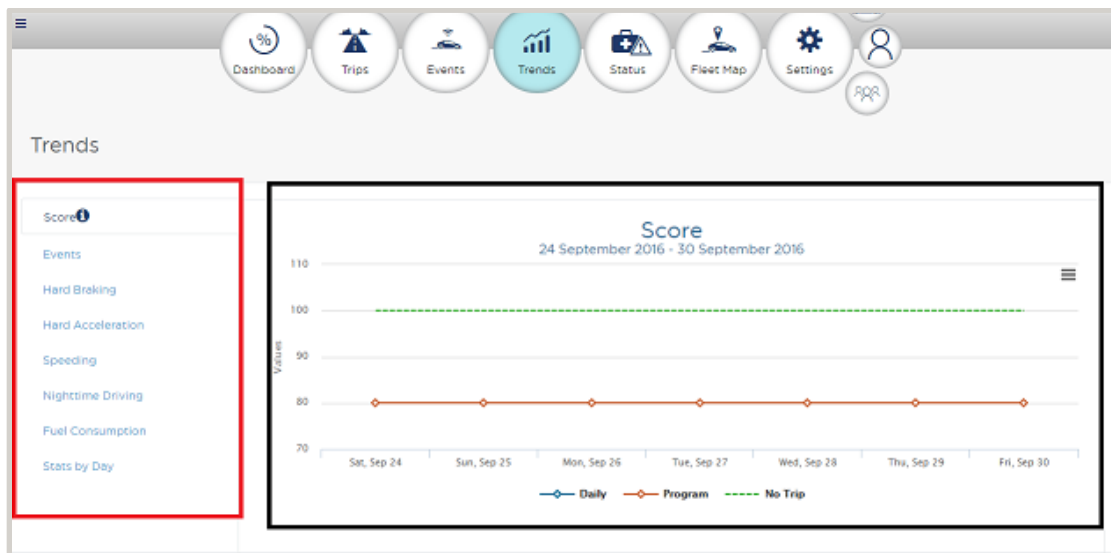 %
Dashboard
Trips
Events
Trends
Status
Fleet Map
Settings
Trends
Score
Events
Hard Braking
Hard Acceleration
Speeding
Nighttime Driving
Fuel Consumption
Stats by Day
Score
24 September 2016 - 30 September 2016
Values
110
100
90
80
70
Sat, Sep 24
Sun, Sep 25
Mon, Sep 26
Tue, Sep 27
Wed, Sep 28
Thu, Sep 29
Fri, Sep 30
Daily
Program
No Trip